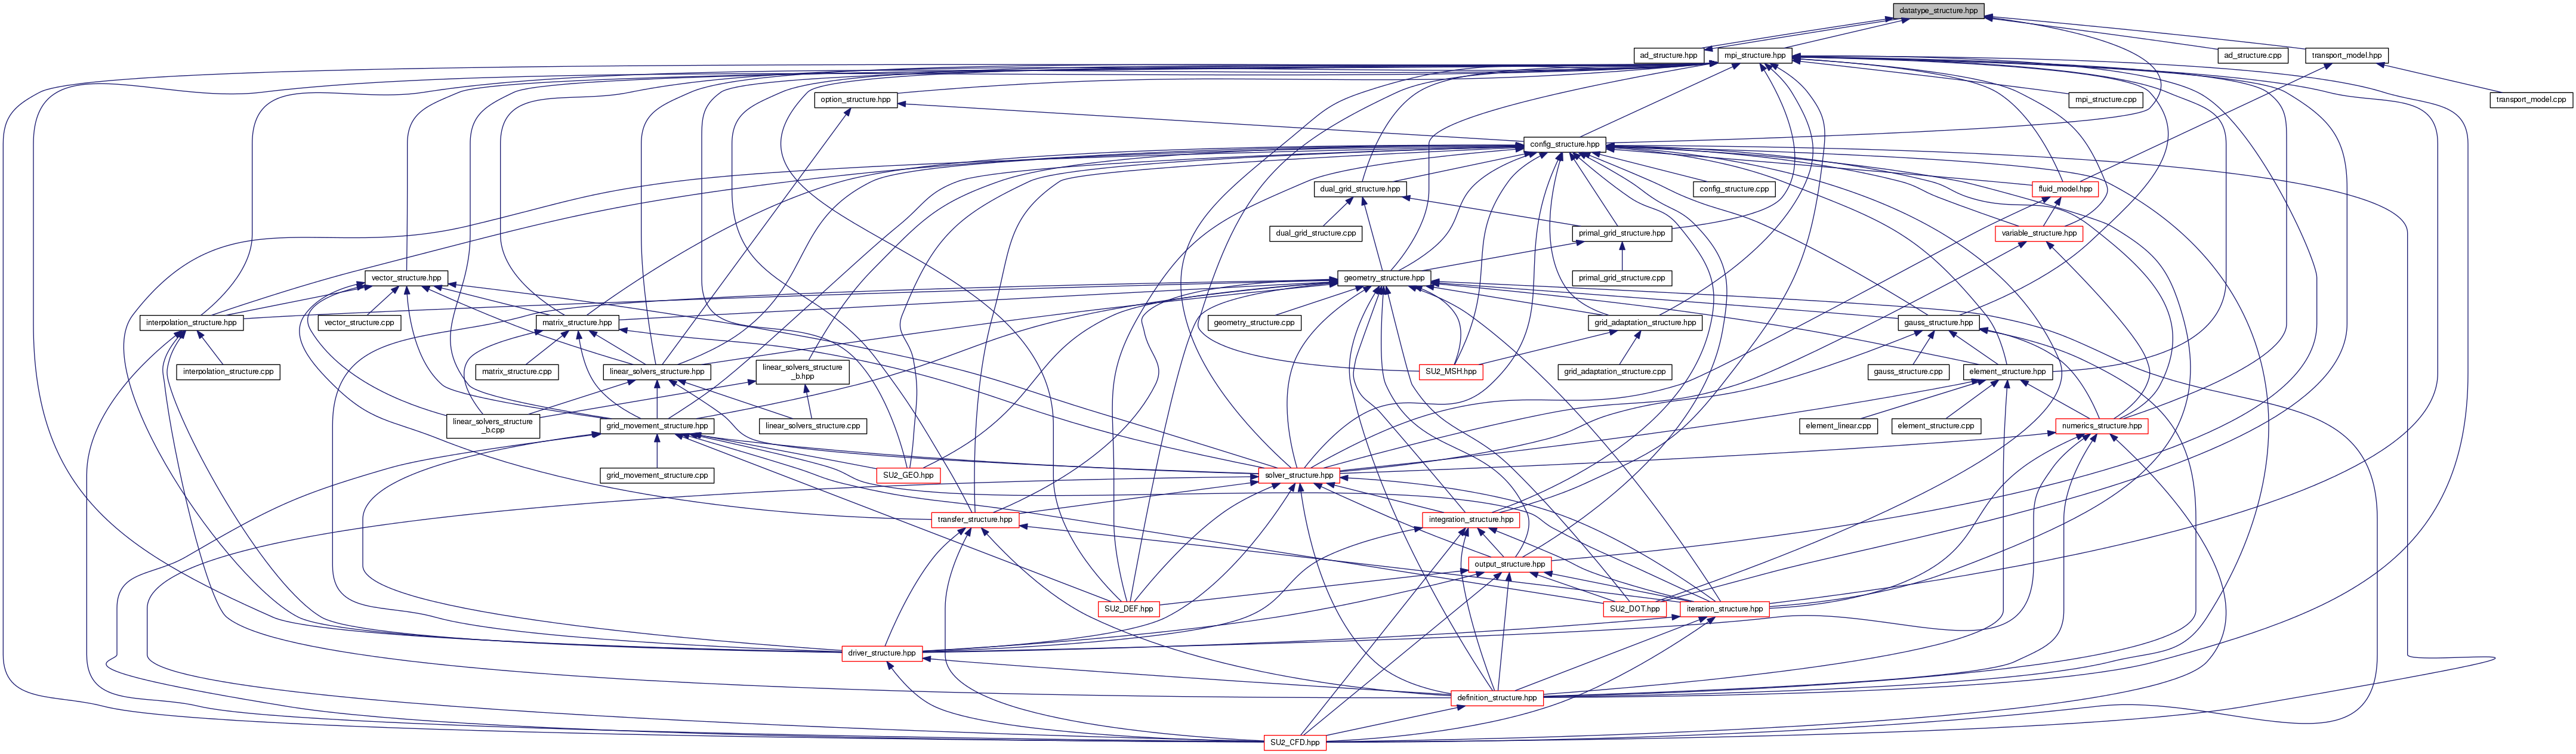 datatype_structure.hpp
ad_structure.hpp
mpi_structure.hpp
ad_structure.cpp
transport_model.hpp
option_structure.hpp
mpi_structure.cpp
transport_model.cpp
config_structure.hpp
dual_grid_structure.hpp
config_structure.cpp
fluid_model.hpp
dual_grid_structure.cpp
primal_grid_structure.hpp
variable_structure.hpp
vector_structure.hpp
geometry_structure.hpp
primal_grid_structure.cpp
interpolation_structure.hpp
vector_structure.cpp
matrix_structure.hpp
geometry_structure.cpp
grid_adaptation_structure.hpp
gauss_structure.hpp
interpolation_structure.cpp
matrix_structure.cpp
linear_solvers_structure.hpp
linear_solvers_structure
_b.hpp
SU2_MSH.hpp
grid_adaptation_structure.cpp
gauss_structure.cpp
element_structure.hpp
linear_solvers_structure
_b.cpp
grid_movement_structure.hpp
linear_solvers_structure.cpp
element_linear.cpp
element_structure.cpp
numerics_structure.hpp
grid_movement_structure.cpp
SU2_GEO.hpp
solver_structure.hpp
transfer_structure.hpp
integration_structure.hpp
output_structure.hpp
SU2_DEF.hpp
SU2_DOT.hpp
iteration_structure.hpp
driver_structure.hpp
definition_structure.hpp
SU2_CFD.hpp